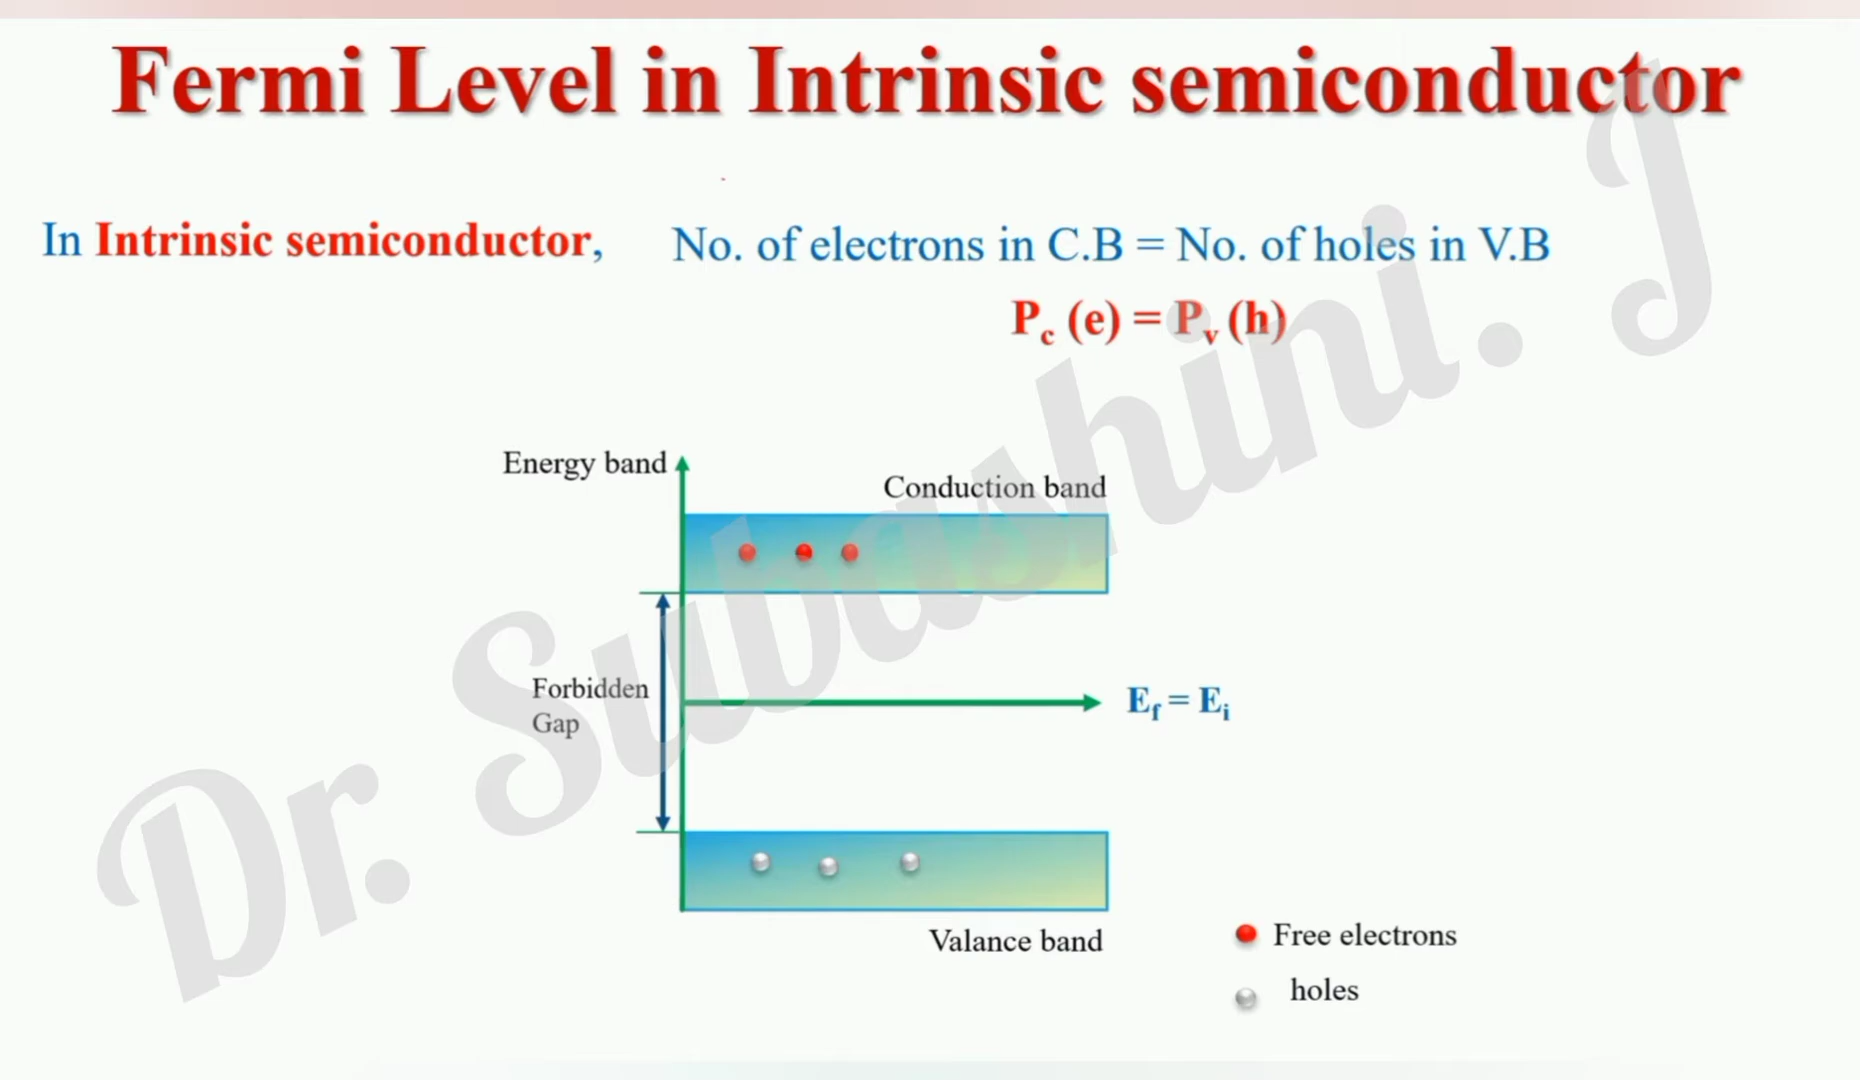 Fermi Level in Intrinsic semiconductor
In Intrinsic semiconductor, No. of electrons in C.B = No. of holes in V.B
Pc (e) = Pv (h)
Energy band
Conduction band
Forbidden
Gap
Ef = Ei
Valance band
Free electrons
holes
Dr. Subashini. J